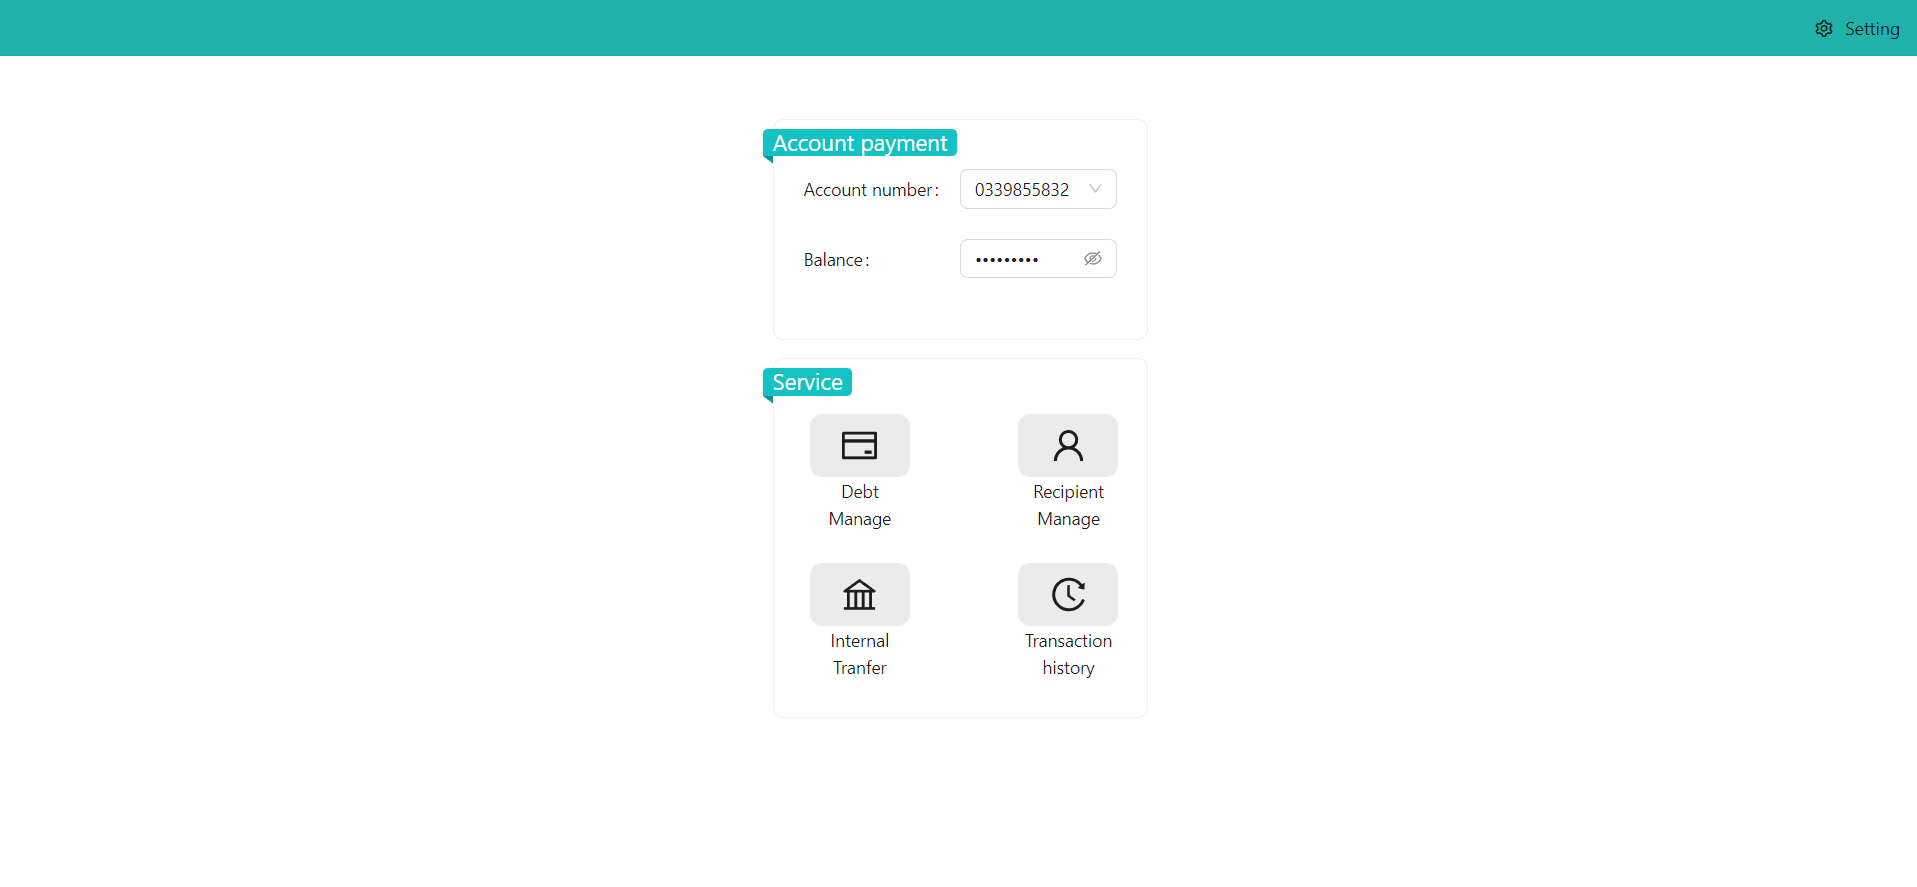 Setting
Account payment
Account number: 0339855832
Balance: •••••••••
Service
Debt
Manage
Recipient
Manage
Internal
Tranfer
Transaction
history